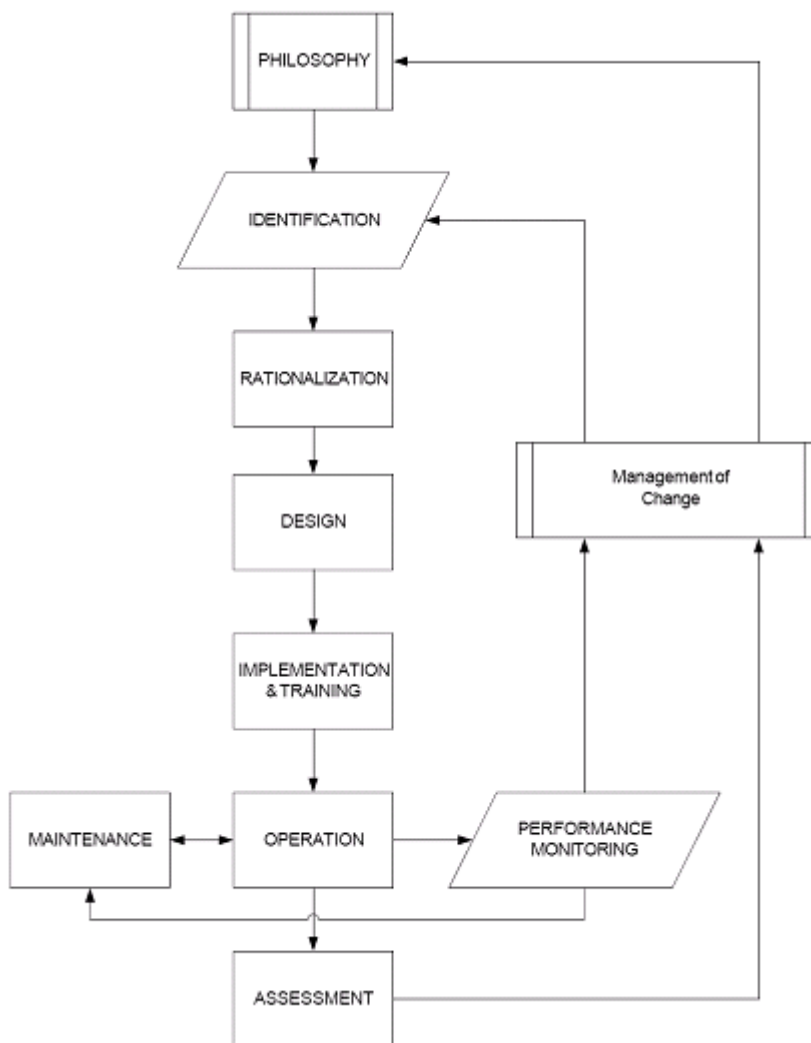 PHILOSOPHY
IDENTIFICATION
RATIONALIZATION
Management of
Change
DESIGN
IMPLEMENTATION
& TRAINING
MAINTENANCE
OPERATION
PERFORMANCE
MONITORING
ASSESSMENT